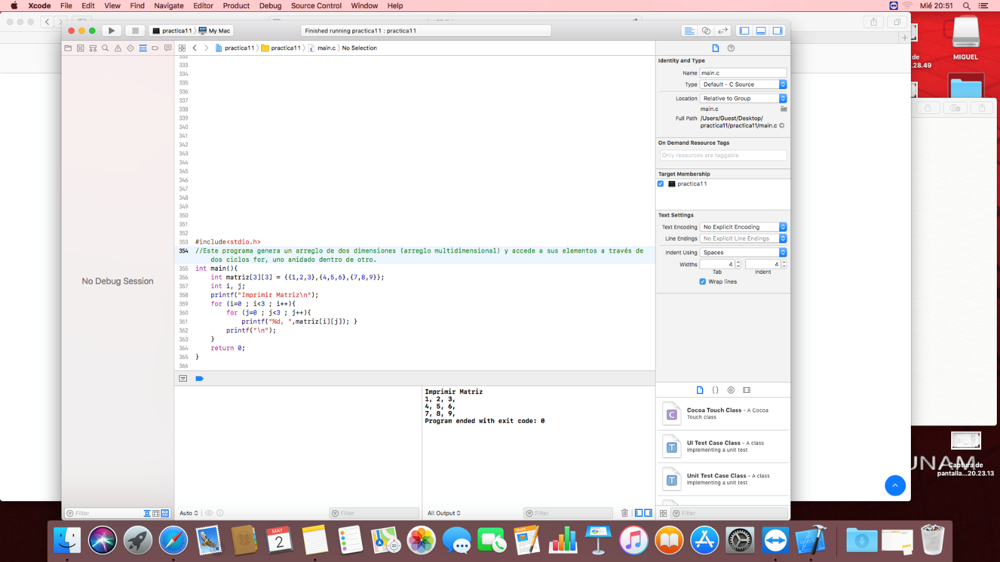 Xcode File Edit View Find Navigate Editor Product Debug Source Control Window Help Mié 20:51
practica11 My Mac Finished running practica11 : practica11
practica11 practica11 main.c No Selection
332
333
334
335
336
337
338
339
340
341
342
343
344
345
346
347
348
349
350
351
352
353 #include<stdio.h>
354 //Este programa genera un arreglo de dos dimensiones (arreglo multidimensional) y accede a sus elementos a través de
dos ciclos for, uno anidado dentro de otro.
355 int main(){
356 int matriz[3][3] = {{1,2,3},{4,5,6},{7,8,9}};
357 int i, j;
358 printf("Imprimir Matriz\n");
359 for (i=0 ; i<3 ; i++){
360 for (j=0 ; j<3 ; j++){
361 printf("%d, ",matriz[i][j]); }
362 printf("\n");
363 }
364 return 0;
365 }
366
No Debug Session
Filter
Auto
Filter
Imprimir Matriz
1, 2, 3,
4, 5, 6,
7, 8, 9,
Program ended with exit code: 0
All Output
Filter
Identity and Type
Name main.c
Type Default - C Source
Location Relative to Group
main.c
Full Path /Users/Guest/Desktop/
practica11/practica11/main.c
On Demand Resource Tags
Only resources are taggable
Target Membership
practica11
Text Settings
Text Encoding No Explicit Encoding
Line Endings No Explicit Line Endings
Indent Using Spaces
Widths 4 4
Tab Indent
Wrap lines
Cocoa Touch Class - A Cocoa
Touch class
UI Test Case Class - A class
implementing a unit test
Unit Test Case Class - A class
implementing a unit test
Filter
de
.28.49
MIGUEL
UNAM
Captura de
pantalla...20.23.13
MAY
2
3D